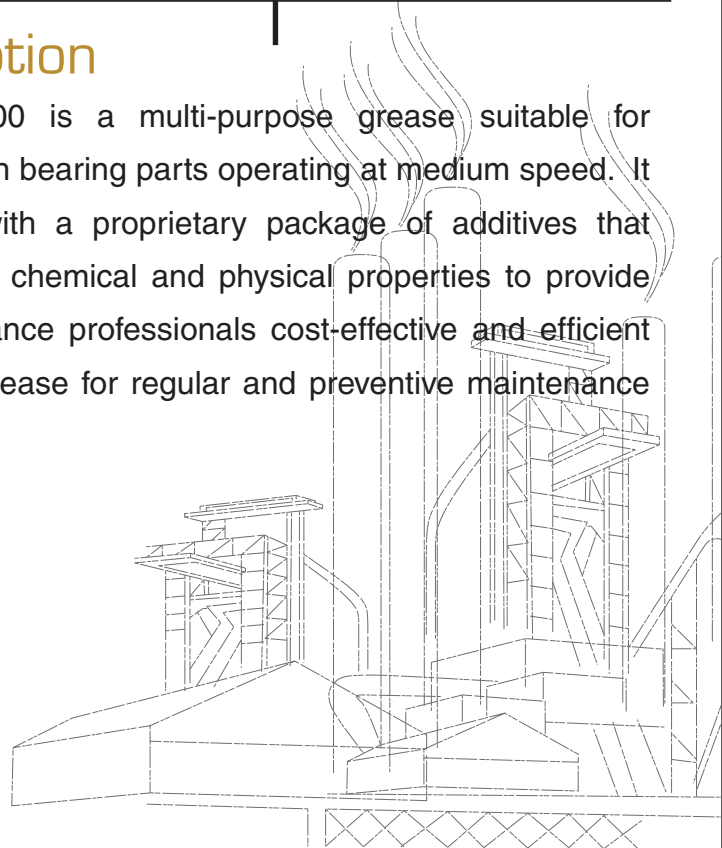 ption
00 is a multi-purpose grease suitable for
n bearing parts operating at medium speed. It
with a proprietary package of additives that
chemical and physical properties to provide
ance professionals cost-effective and efficient
ease for regular and preventive maintenance